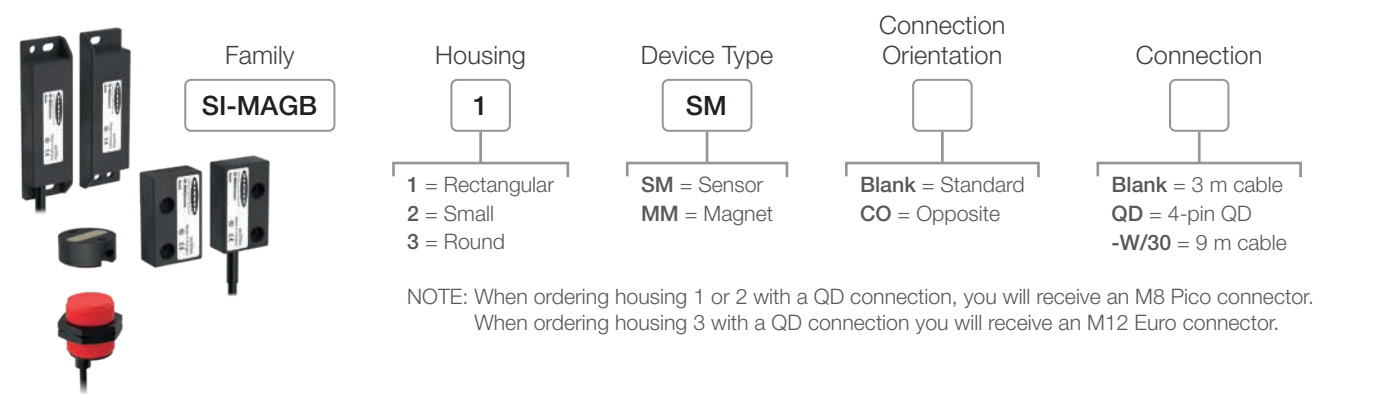 Family
Housing
Device Type
Connection
Orientation
Connection
SI-MAGB
1
SM
1 = Rectangular
2 = Small
3 = Round
SM = Sensor
MM = Magnet
Blank = Standard
CO = Opposite
Blank = 3 m cable
QD = 4-pin QD
-W/30 = 9 m cable
NOTE: When ordering housing 1 or 2 with a QD connection, you will receive an M8 Pico connector.
When ordering housing 3 with a QD connection you will receive an M12 Euro connector.